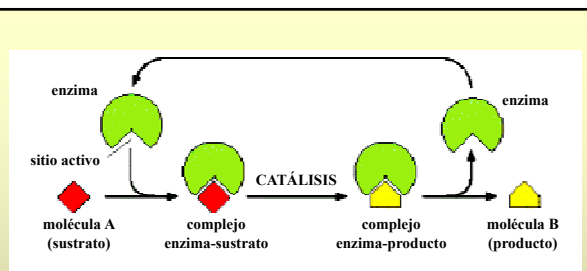 enzima
enzima
sitio activo
CATÁLISIS
molécula A
(sustrato)
complejo
enzima-sustrato
complejo
enzima-producto
molécula B
(producto)